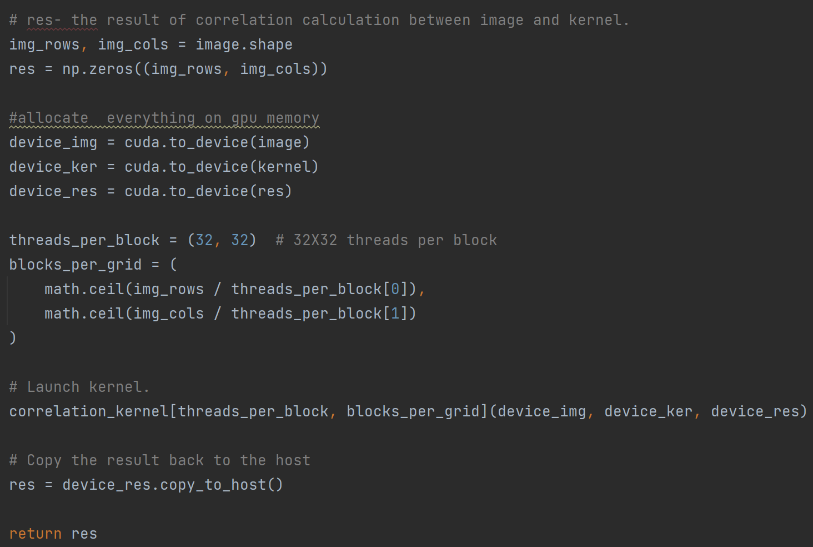 # res- the result of correlation calculation between image and kernel.
img_rows, img_cols = image.shape
res = np.zeros((img_rows, img_cols))
#allocate  everything on gpu memory
device_img = cuda.to_device(image)
device_ker = cuda.to_device(kernel)
device_res = cuda.to_device(res)
threads_per_block = (32, 32)  # 32X32 threads per block
blocks_per_grid = (
    math.ceil(img_rows / threads_per_block[0]),
    math.ceil(img_cols / threads_per_block[1])
)
# Launch kernel.
correlation_kernel[threads_per_block, blocks_per_grid](device_img, device_ker, device_res)
# Copy the result back to the host
res = device_res.copy_to_host()
return res